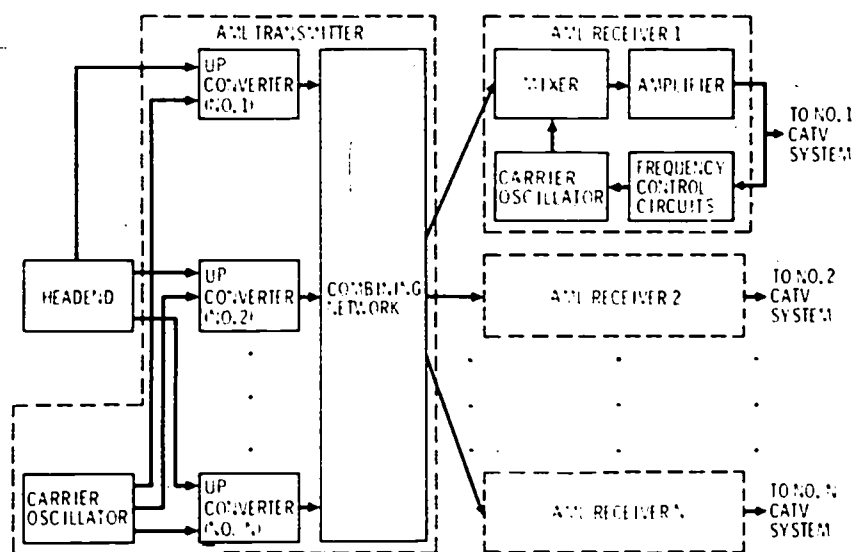 AML TRANSMITTER
UP
CONVERTER
(NO. 1)
HEADEND
UP
CONVERTER
(NO. 2)
COMBINING
NETWORK
CARRIER
OSCILLATOR
UP
CONVERTER
(NO. N)
AML RECEIVER 1
MIXER
AMPLIFIER
CARRIER
OSCILLATOR
FREQUENCY
CONTROL
CIRCUITS
TO NO. 1
CATV
SYSTEM
AML RECEIVER 2
TO NO. 2
CATV
SYSTEM
AML RECEIVER N
TO NO. N
CATV
SYSTEM